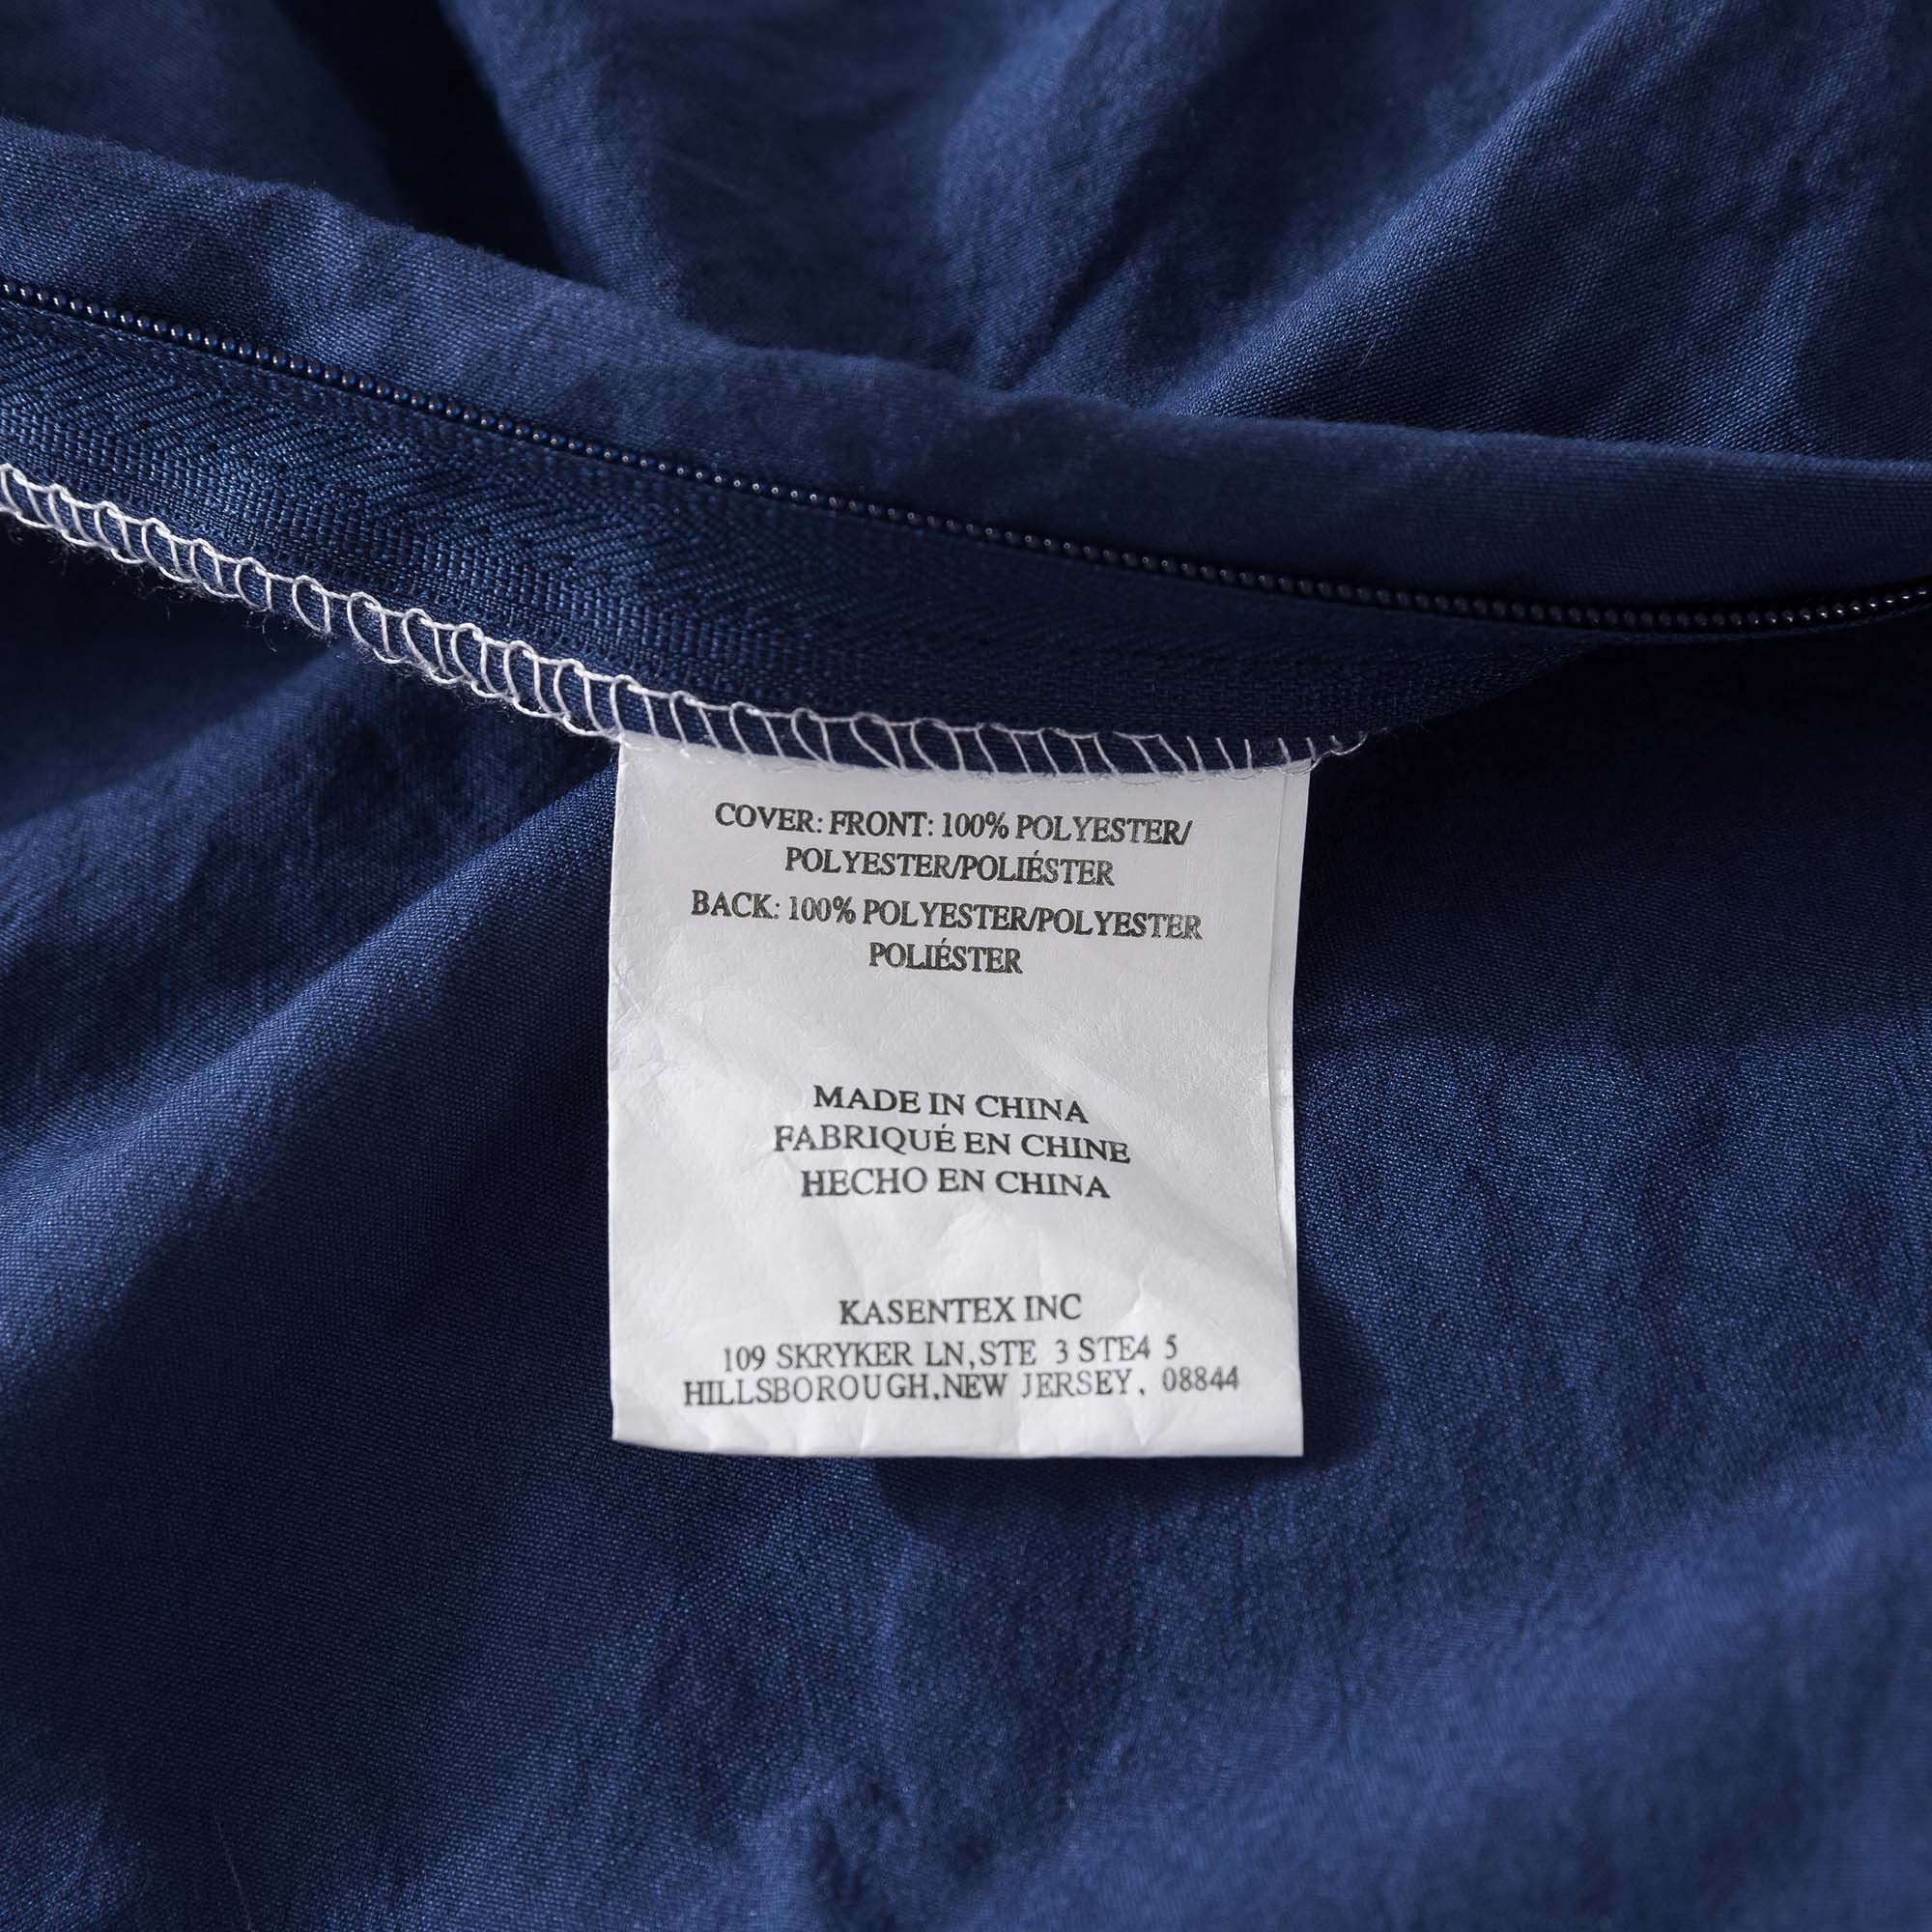 COVER: FRONT: 100% POLYESTER/
POLYESTER/POLIÉSTER
BACK: 100% POLYESTER/POLYESTER
POLIÉSTER
MADE IN CHINA
FABRIQUÉ EN CHINE
HECHO EN CHINA
KASENTEX INC
109 SKRYKER LN,STE 3 STE4 5
HILLSBOROUGH,NEW JERSEY, 08844